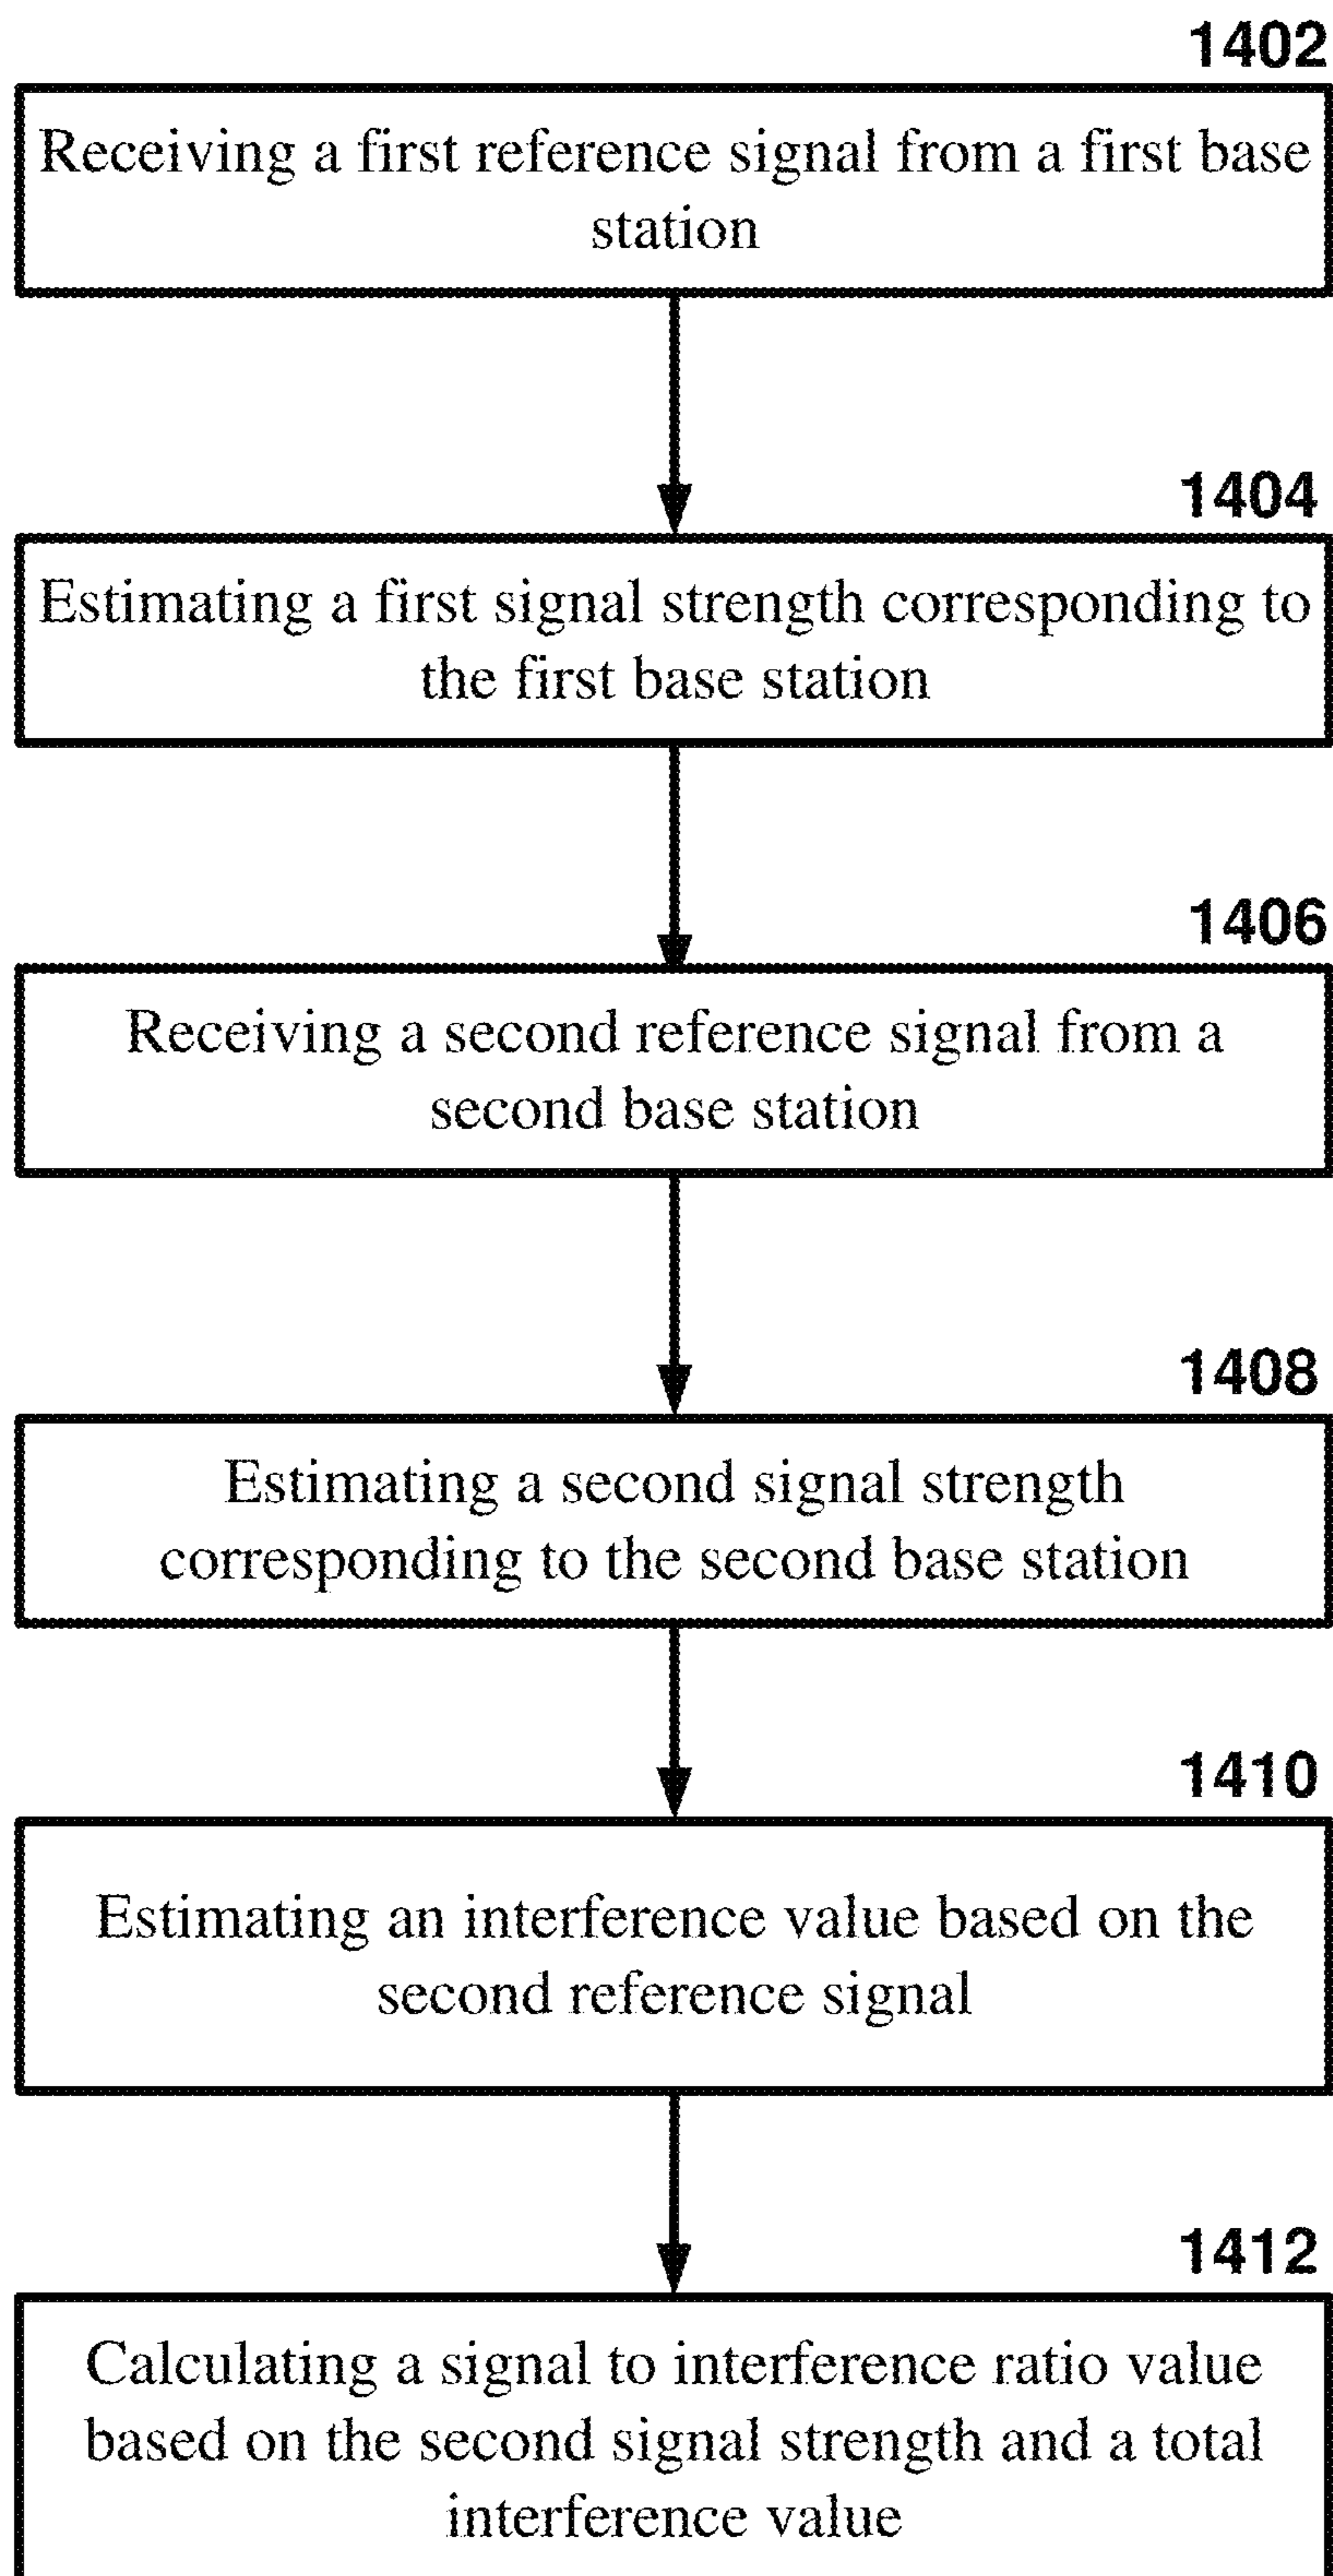 1402
Receiving a first reference signal from a first base
station
1404
Estimating a first signal strength corresponding to
the first base station
1406
Receiving a second reference signal from a
second base station
1408
Estimating a second signal strength
corresponding to the second base station
1410
Estimating an interference value based on the
second reference signal
1412
Calculating a signal to interference ratio value
based on the second signal strength and a total
interference value